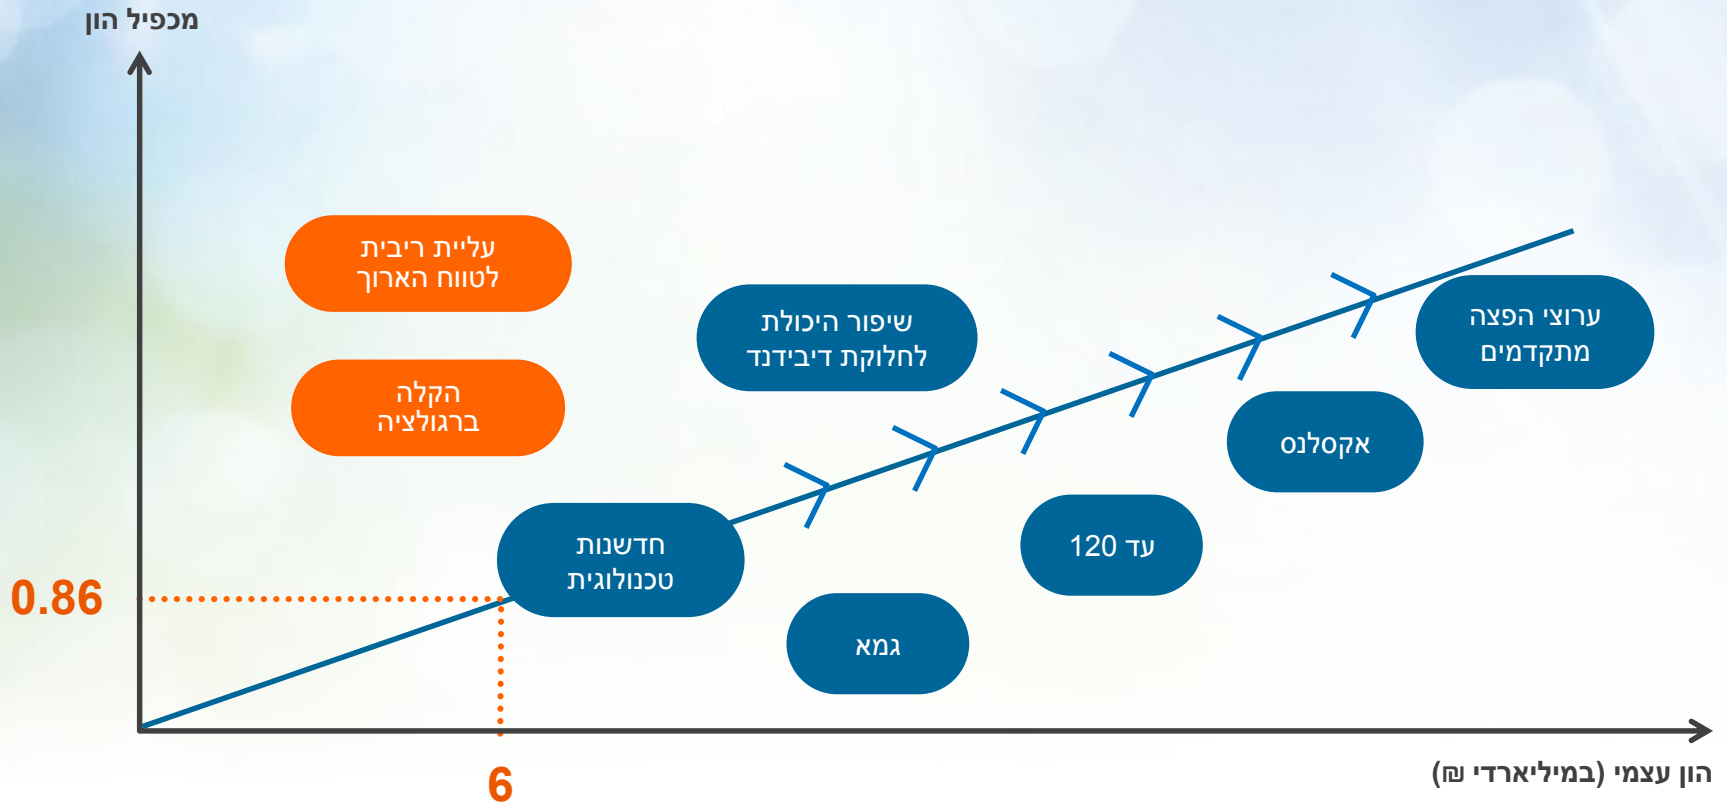 מכפיל הון
עליית ריבית
לטווח הארוך
הקלה
ברגולציה
שיפור היכולת
לחלוקת דיבידנד
ערוצי הפצה
מתקדמים
אקסלנס
עד 120
חדשנות
טכנולוגית
גמא
0.86
6
הון עצמי (במיליארדי ₪)